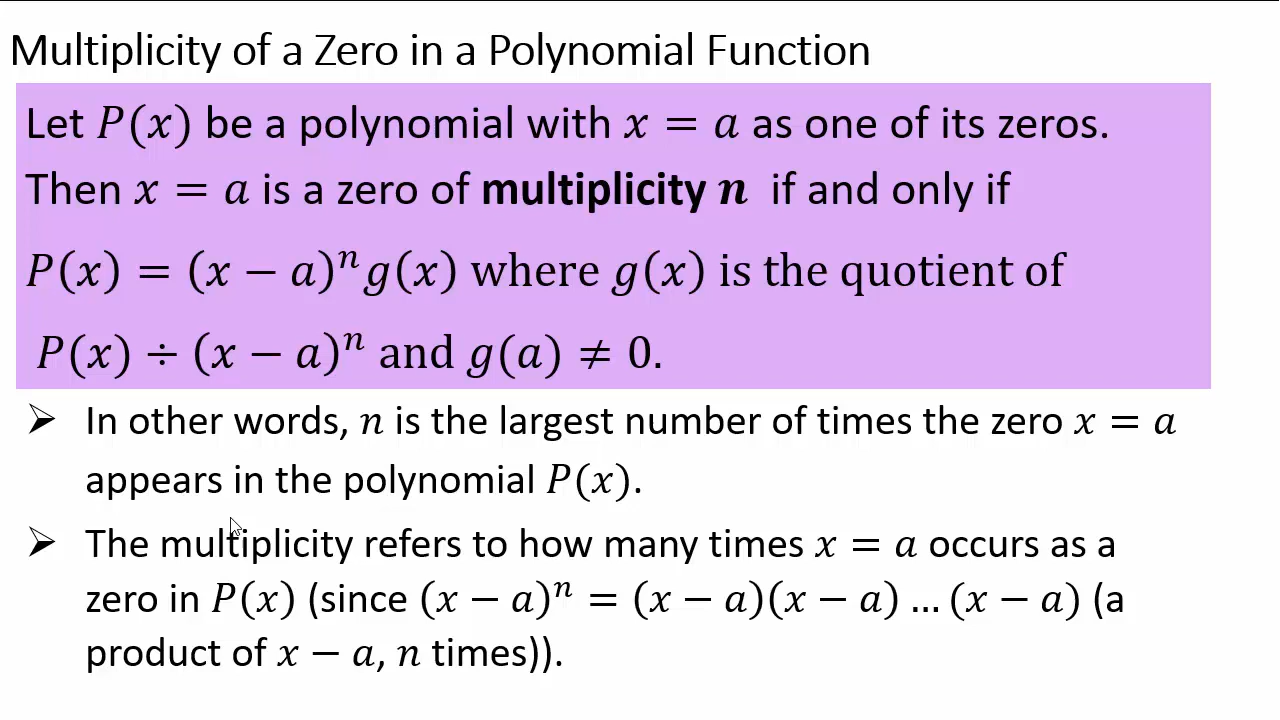 Multiplicity of a Zero in a Polynomial Function
Let P(x) be a polynomial with x = a as one of its zeros.
Then x = a is a zero of multiplicity n if and only if
P(x) = (x − a)ⁿg(x) where g(x) is the quotient of
P(x) ÷ (x − a)ⁿ and g(a) ≠ 0.
➢ In other words, n is the largest number of times the zero x = a
appears in the polynomial P(x).
➢ The multiplicity refers to how many times x = a occurs as a
zero in P(x) (since (x − a)ⁿ = (x − a)(x − a) … (x − a) (a
product of x − a, n times)).